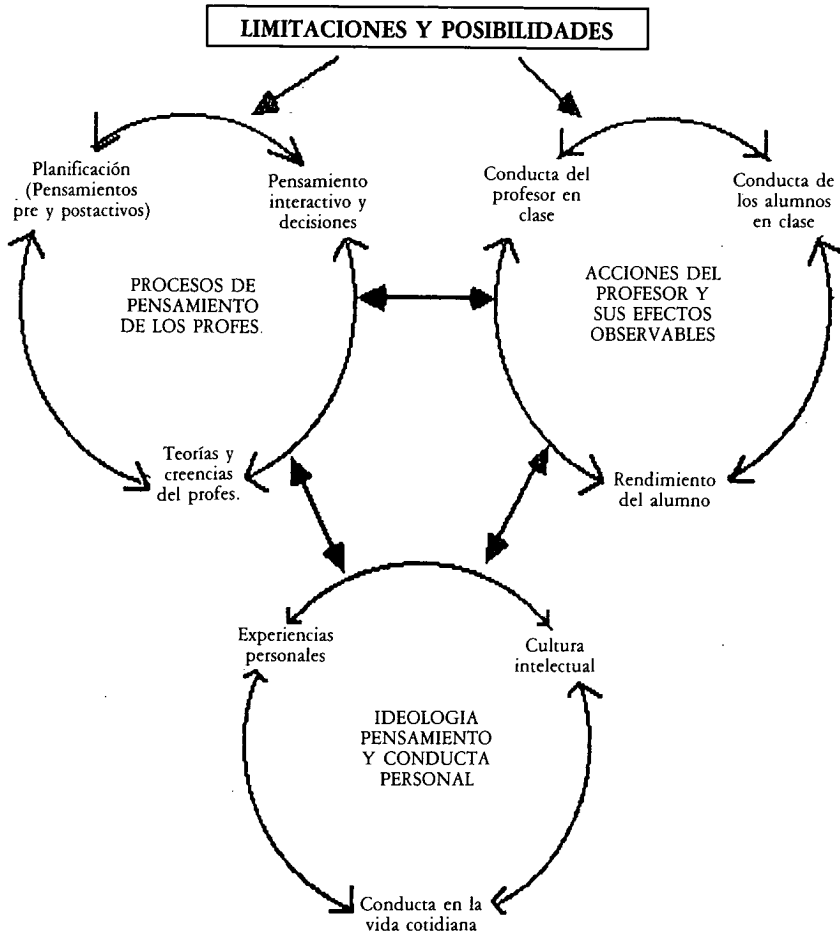 LIMITACIONES Y POSIBILIDADES
Planificación
(Pensamientos
pre y postactivos)
Pensamiento
interactivo y
decisiones
PROCESOS DE
PENSAMIENTO
DE LOS PROFES.
Teorías y
creencias
del profes.
Conducta del
profesor en
clase
Conducta de
los alumnos
en clase
ACCIONES DEL
PROFESOR Y
SUS EFECTOS
OBSERVABLES
Rendimiento
del alumno
Experiencias
personales
Cultura
intelectual
IDEOLOGIA
PENSAMIENTO
Y CONDUCTA
PERSONAL
Conducta en la
vida cotidiana